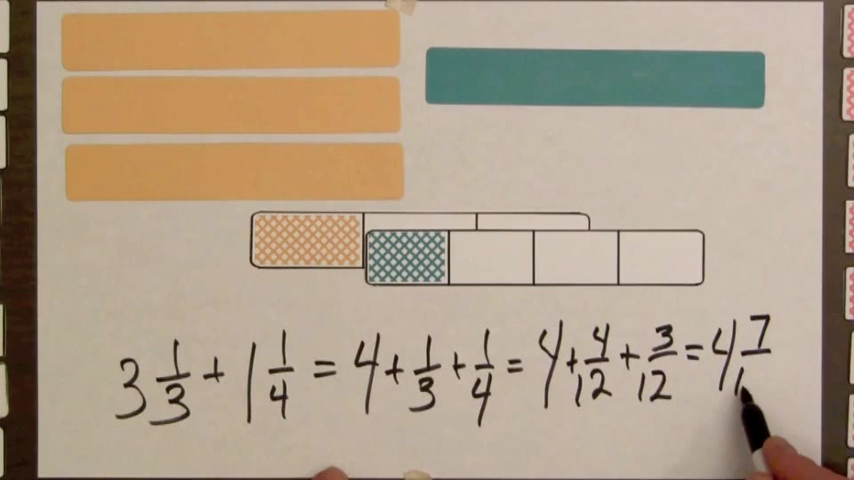 3 1/3 + 1 1/4 = 4 + 1/3 + 1/4 = 4 + 4/12 + 3/12 = 4 7/1